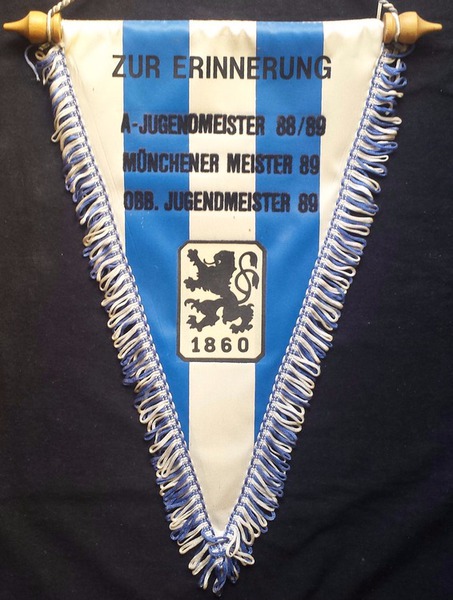 ZUR ERINNERUNG
A-JUGENDMEISTER 88/89
MÜNCHENER MEISTER 89
OBB. JUGENDMEISTER 89
1860